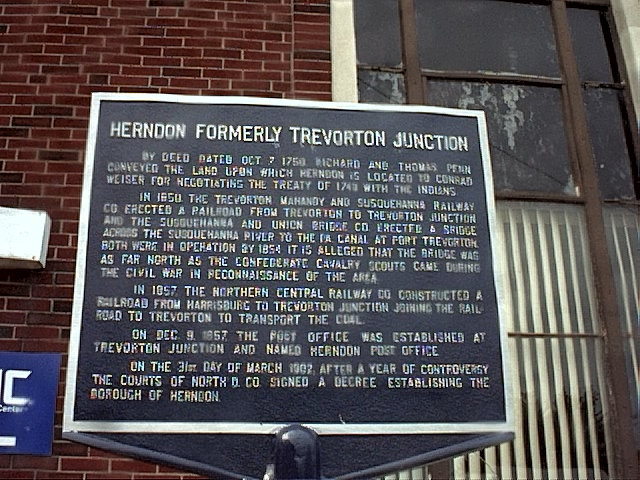 HERNDON FORMERLY TREVORTON JUNCTION
BY DEED DATED OCT 7 1750 RICHARD AND THOMAS PENN
CONVEYED THE LAND UPON WHICH HERNDON IS LOCATED TO CONRAD
WEISER FOR NEGOTIATING THE TREATY OF 1749 WITH THE INDIANS
IN 1850, THE TREVORTON, MAHANOY AND SUSQUEHANNA RAILWAY
CO ERECTED A RAILROAD FROM TREVORTON TO TREVORTON JUNCTION
AND THE SUSQUEHANNA AND UNION BRIDGE CO ERECTED A BRIDGE
ACROSS THE SUSQUEHANNA RIVER TO THE PA CANAL AT PORT TREVORTON.
BOTH WERE IN OPERATION BY 1854. IT IS ALLEGED THAT THE BRIDGE WAS
AS FAR NORTH AS THE CONFEDERATE CAVALRY SCOUTS CAME DURING
THE CIVIL WAR IN RECONNAISSANCE OF THE AREA
IN 1857, THE NORTHERN CENTRAL RAILWAY CO CONSTRUCTED A
RAILROAD FROM HARRISBURG TO TREVORTON JUNCTION JOINING THE RAIL-
ROAD TO TREVORTON TO TRANSPORT THE COAL.
ON DEC. 9, 1857, THE POST OFFICE WAS ESTABLISHED AT
TREVORTON JUNCTION AND NAMED HERNDON POST OFFICE.
ON THE 31st. DAY OF MARCH 1902, AFTER A YEAR OF CONTROVERSY
THE COURTS OF NORTH'D. CO. SIGNED A DECREE ESTABLISHING THE
BOROUGH OF HERNDON.
C
Center